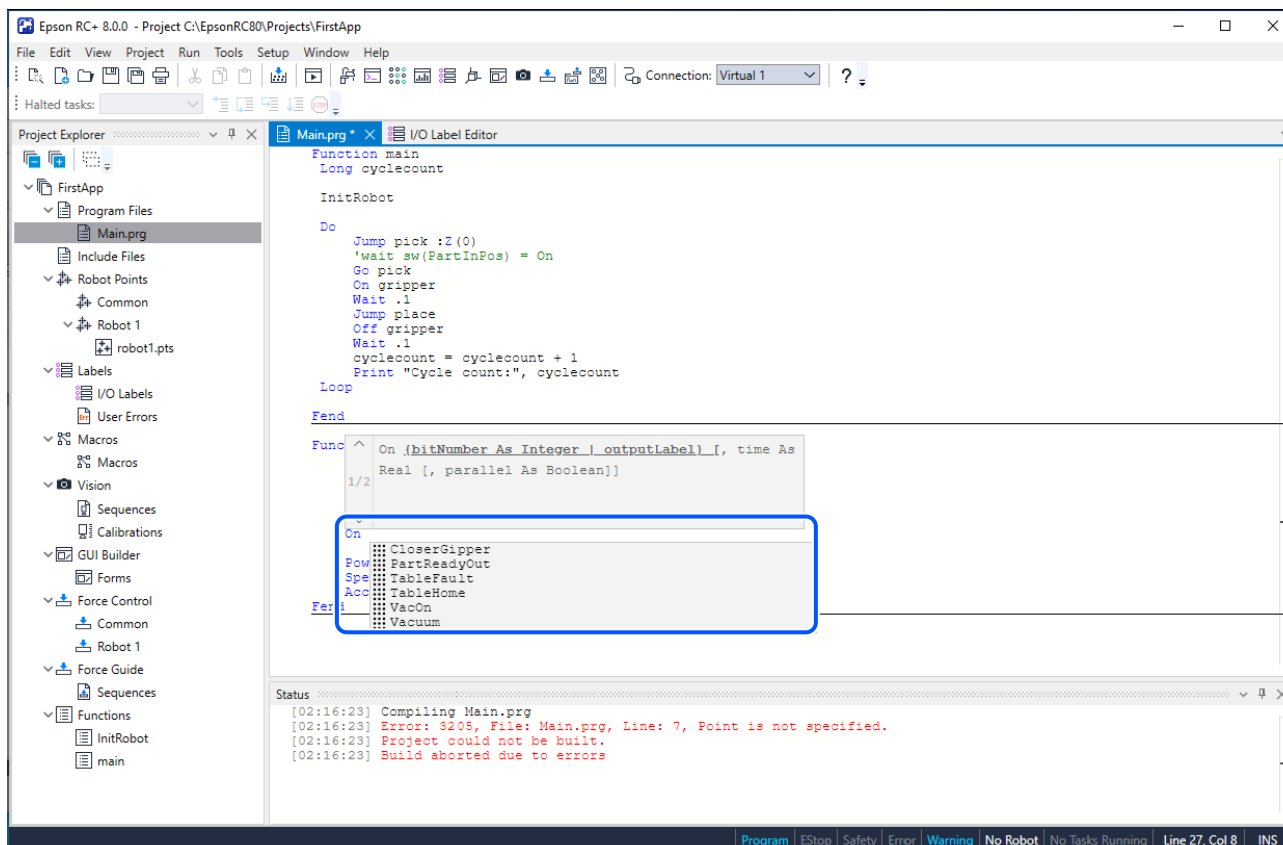 Epson RC+ 8.0.0 - Project C:\EpsonRC80\Projects\FirstApp
File Edit View Project Run Tools Setup Window Help
Connection: Virtual 1 ?
Halted tasks: STOP
Project Explorer
Main.prg * I/O Label Editor
FirstApp
Program Files
Main.prg
Include Files
Robot Points
Common
Robot 1
robot1.pts
Labels
I/O Labels
Err User Errors
Macros
Macros
Vision
Sequences
Calibrations
GUI Builder
Forms
Force Control
Common
Robot 1
Force Guide
Sequences
Functions
InitRobot
main
Function main
Long cyclecount
InitRobot
Do
Jump pick :Z(0)
'wait sw(PartInPos) = On
Go pick
On gripper
Wait .1
Jump place
Off gripper
Wait .1
cyclecount = cyclecount + 1
Print "Cycle count:", cyclecount
Loop
Fend
Func
On {bitNumber As Integer | outputLabel} [, time As
Real [, parallel As Boolean]]
1/2
On
CloserGipper
Pow PartReadyOut
Spe TableFault
Acc TableHome
Fend VacOn
Vacuum
Status
[02:16:23] Compiling Main.prg
[02:16:23] Error: 3205, File: Main.prg, Line: 7, Point is not specified.
[02:16:23] Project could not be built.
[02:16:23] Build aborted due to errors
Program EStop Safety Error Warning No Robot No Tasks Running Line 27, Col 8 INS